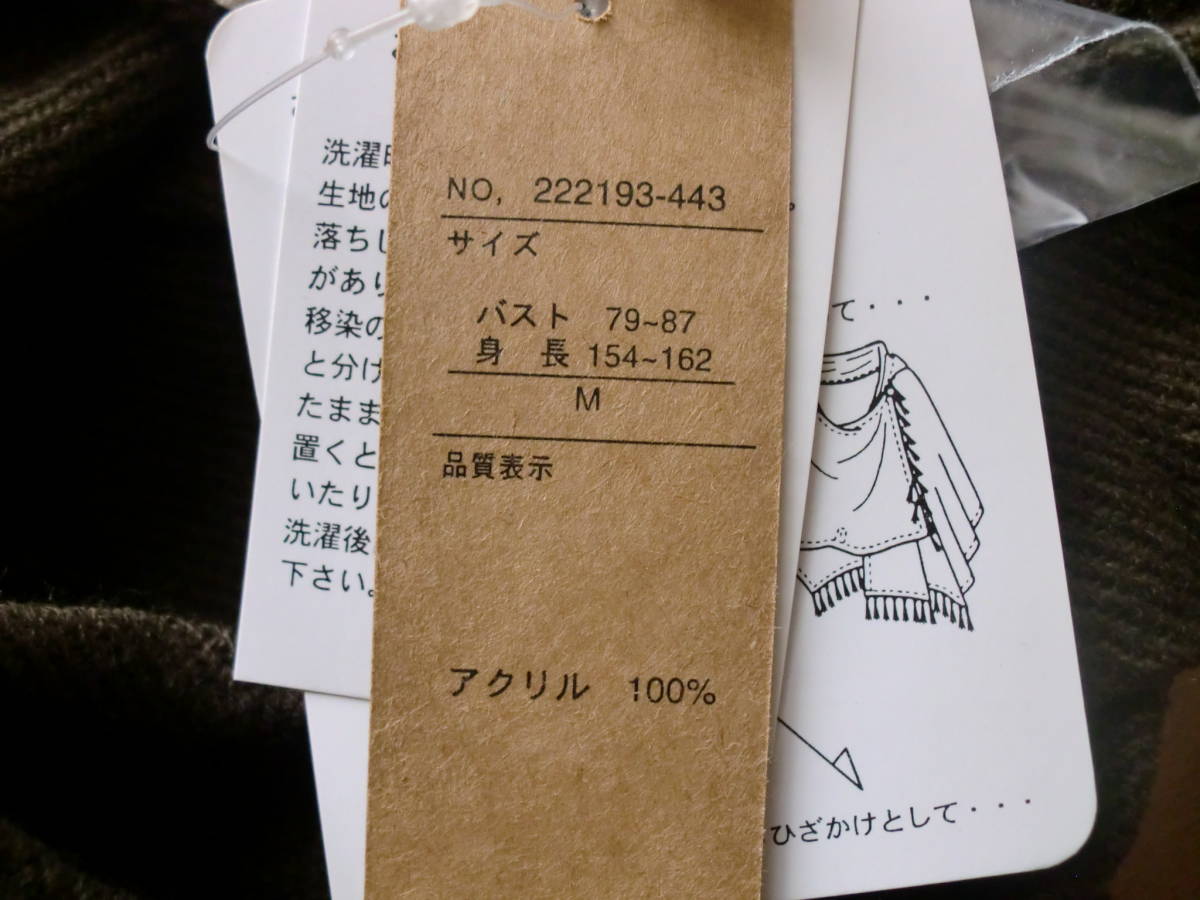 NO, 222193-443
サイズ
バスト 79~87
身 長 154~162
M
品質表示
アクリル 100%
洗濯
生地の
落ちし
があり
移染の
と分け
たまま
置くと
いたり
洗濯後
下さい。
て・・・
ひざかけとして・・・